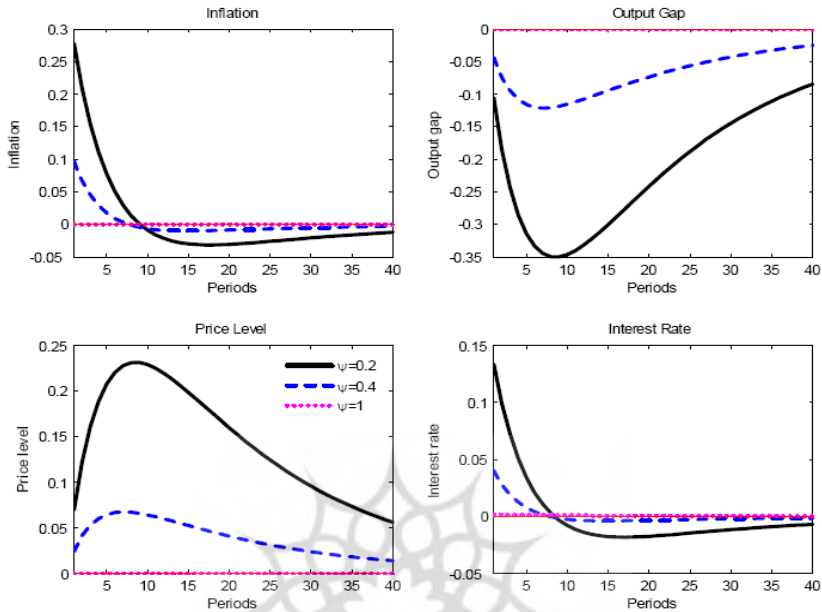 Inflation
Inflation
0.3
0.25
0.2
0.15
0.1
0.05
0
-0.05
5 10 15 20 25 30 35 40
Periods
Output Gap
Output gap
0
-0.05
-0.1
-0.15
-0.2
-0.25
-0.3
-0.35
5 10 15 20 25 30 35 40
Periods
Price Level
Price level
0.25
0.2
0.15
0.1
0.05
0
ψ=0.2
ψ=0.4
ψ=1
5 10 15 20 25 30 35 40
Periods
Interest Rate
Interest rate
0.15
0.1
0.05
0
-0.05
5 10 15 20 25 30 35 40
Periods